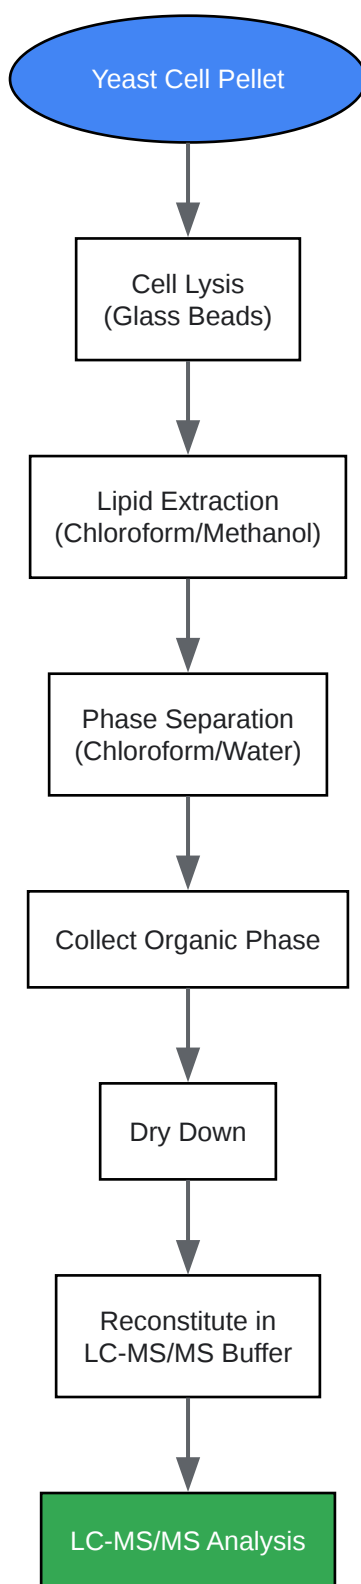 Yeast Cell Pellet
Cell Lysis
(Glass Beads)
Lipid Extraction
(Chloroform/Methanol)
Phase Separation
(Chloroform/Water)
Collect Organic Phase
Dry Down
Reconstitute in
LC-MS/MS Buffer
LC-MS/MS Analysis